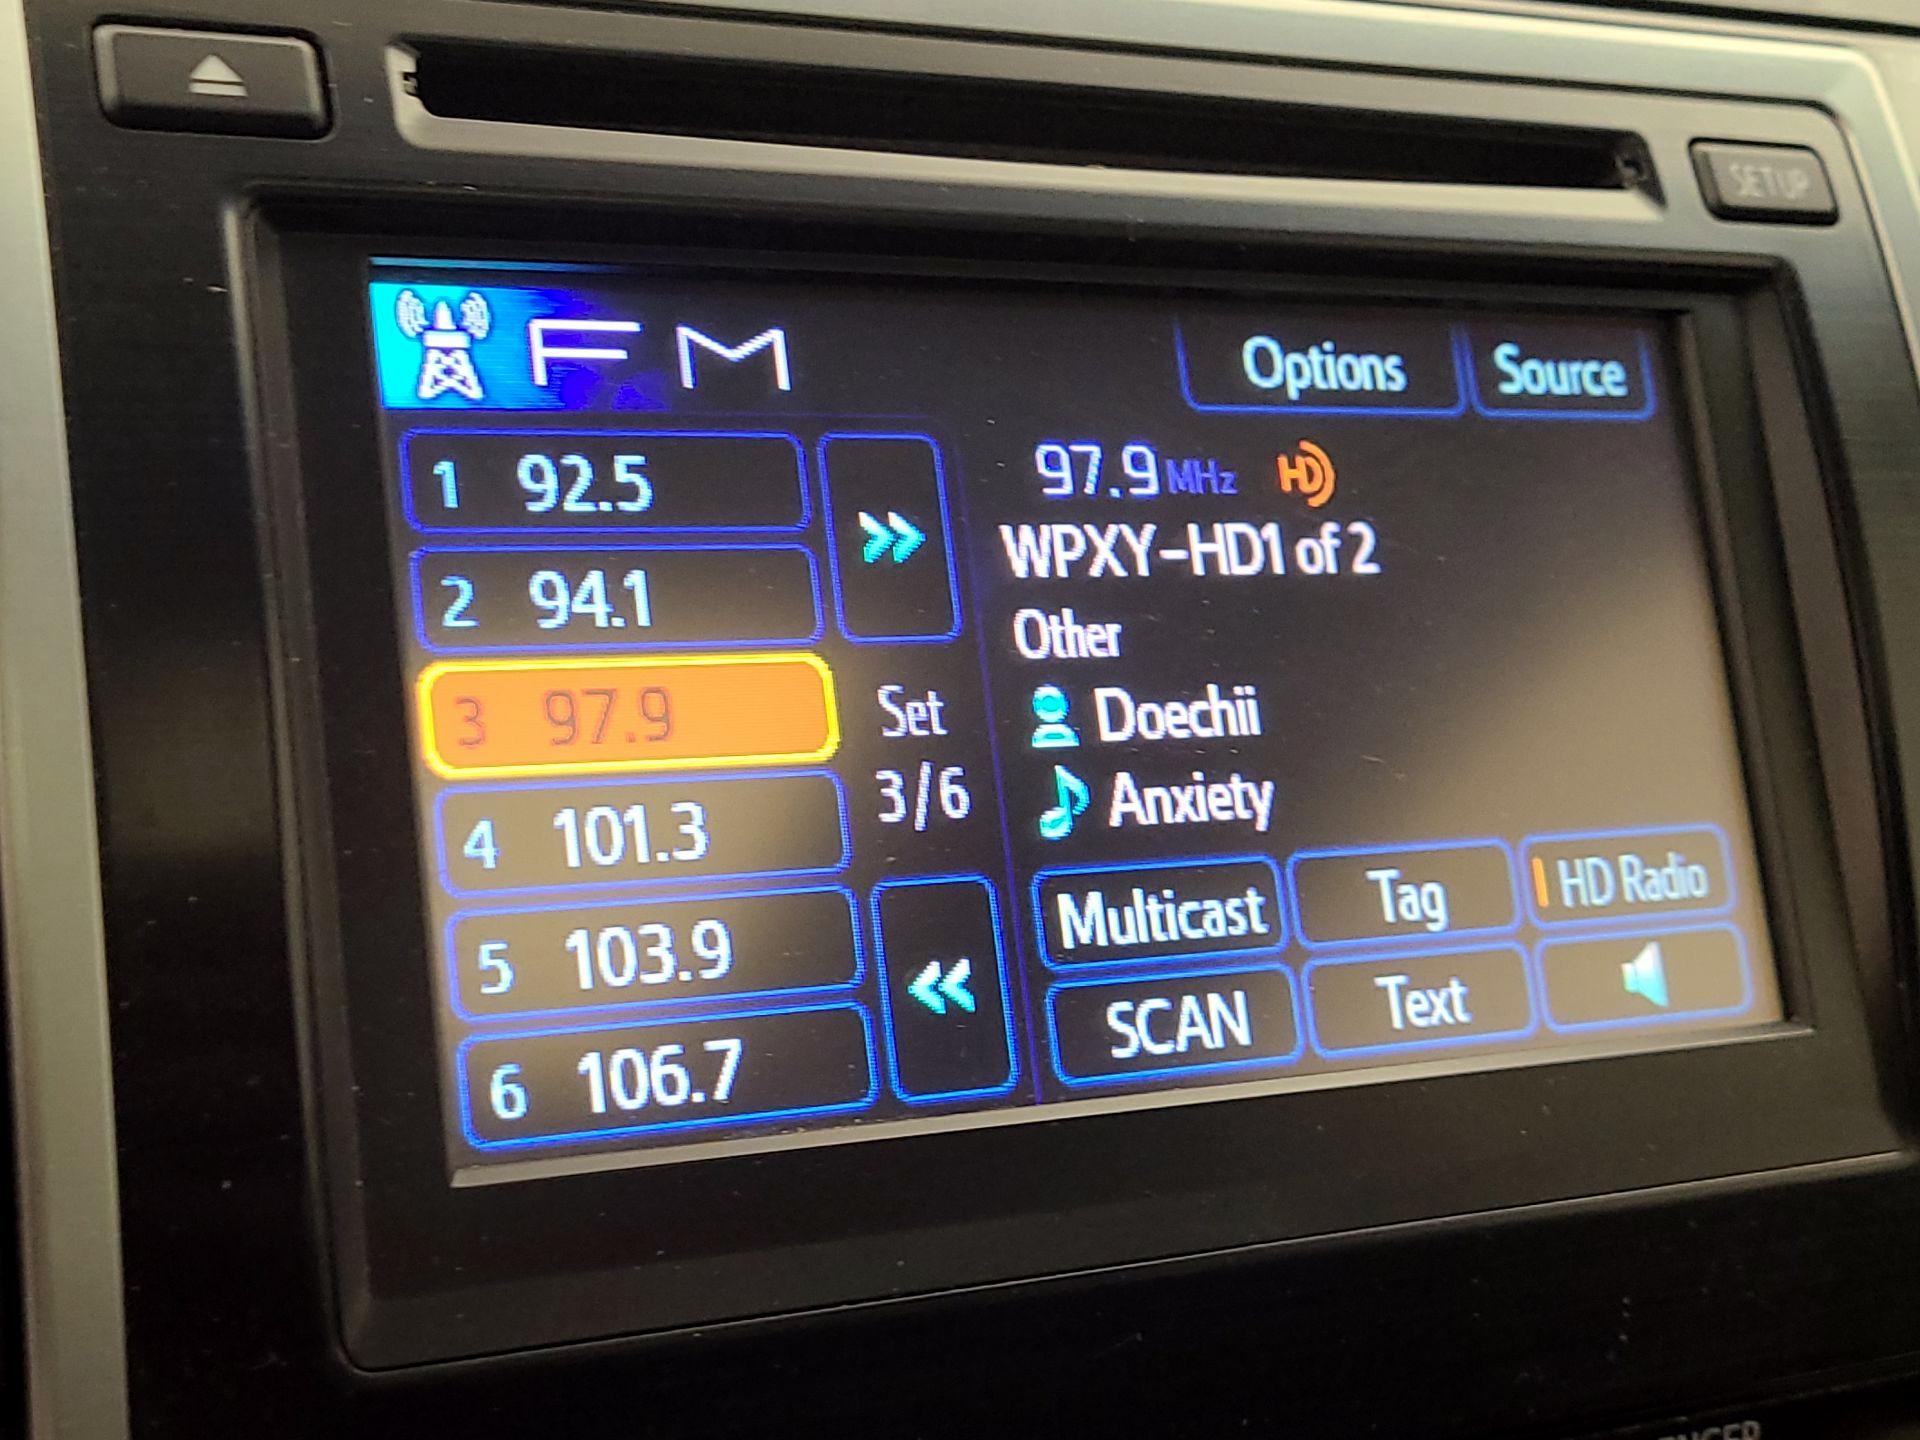 SETUP
FM
Options
Source
1 92.5
2 94.1
3 97.9
4 101.3
5 103.9
6 106.7
>>
Set
3/6
<<
97.9 MHz HD
WPXY-HD1 of 2
Other
Doechii
Anxiety
Multicast
Tag
HD Radio
SCAN
Text